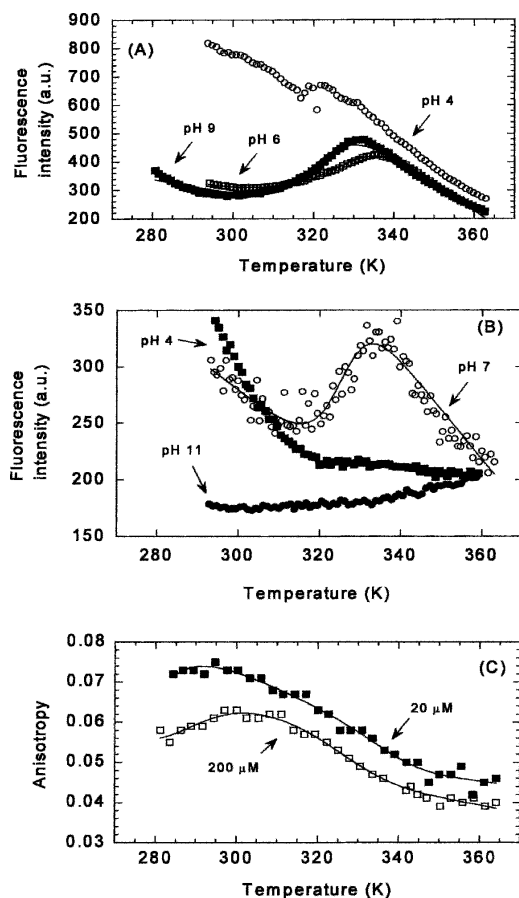 (A)
Fluorescence
intensity (a.u.)
900
800
700
600
500
400
300
200
pH 9
pH 6
pH 4
280 300 320 340 360
Temperature (K)
(B)
Fluorescence
intensity (a.u.)
350
300
250
200
150
pH 4
pH 7
pH 11
280 300 320 340 360
Temperature (K)
(C)
Anisotropy
0.08
0.07
0.06
0.05
0.04
0.03
20 µM
200 µM
280 300 320 340 360
Temperature (K)